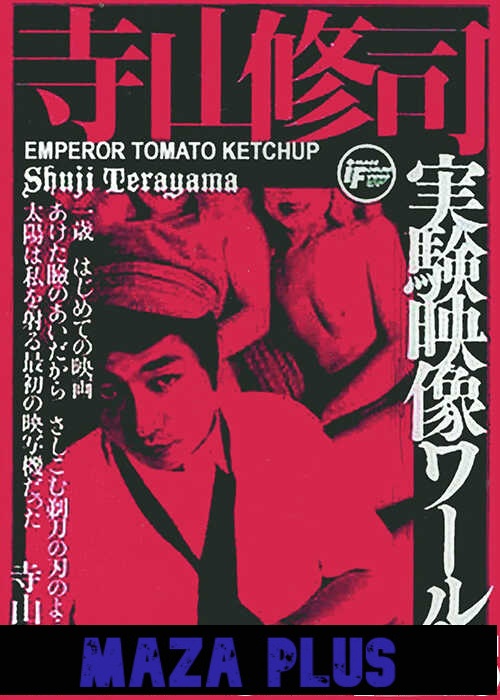 寺山修司
EMPEROR TOMATO KETCHUP
Shuji Terayama
iF
実験映像ワール
一歳 はじめての映画
あけた瞼のあいだから さしこむ剃刀の刃のよ
太陽は私を射る最初の映写機だった
寺山
MAZA PLUS